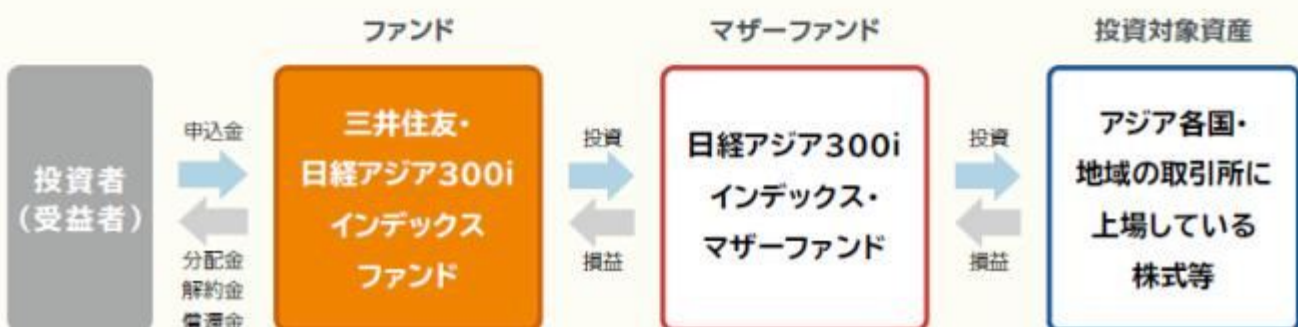 ファンド
マザーファンド
投資対象資産
投資者
(受益者)
申込金
分配金
解約金
償還金
三井住友・
日経アジア300i
インデックス
ファンド
投資
損益
日経アジア300i
インデックス・
マザーファンド
投資
損益
アジア各国・
地域の取引所に
上場している
株式等